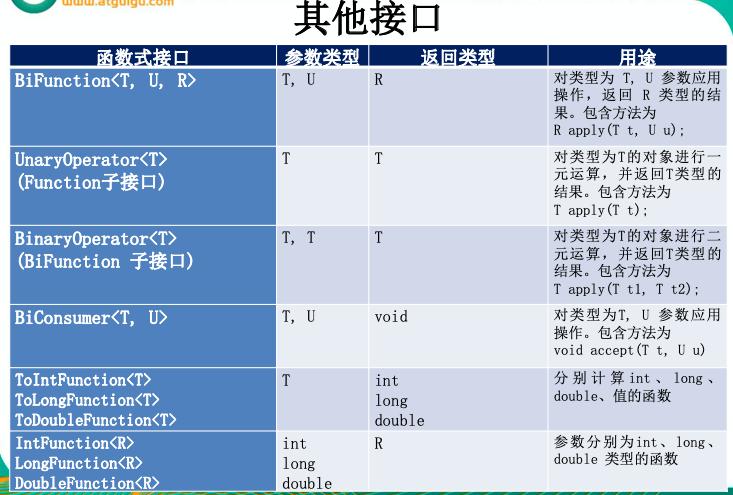 www.atguigu.com
其他接口
函数式接口 参数类型 返回类型 用途
BiFunction<T, U, R> T, U R 对类型为 T, U 参数应用
操作，返回 R 类型的结
果。包含方法为
R apply(T t, U u);
UnaryOperator<T> T T 对类型为T的对象进行一
(Function子接口) 元运算，并返回T类型的
结果。包含方法为
T apply(T t);
BinaryOperator<T> T, T T 对类型为T的对象进行二
(BiFunction 子接口) 元运算，并返回T类型的
结果。包含方法为
T apply(T t1, T t2);
BiConsumer<T, U> T, U void 对类型为T, U 参数应用
操作。包含方法为
void accept(T t, U u)
ToIntFunction<T> T int 分别计算int、long、
ToLongFunction<T> long double、值的函数
ToDoubleFunction<T> double
IntFunction<R> int R 参数分别为int、long、
LongFunction<R> long double 类型的函数
DoubleFunction<R> double